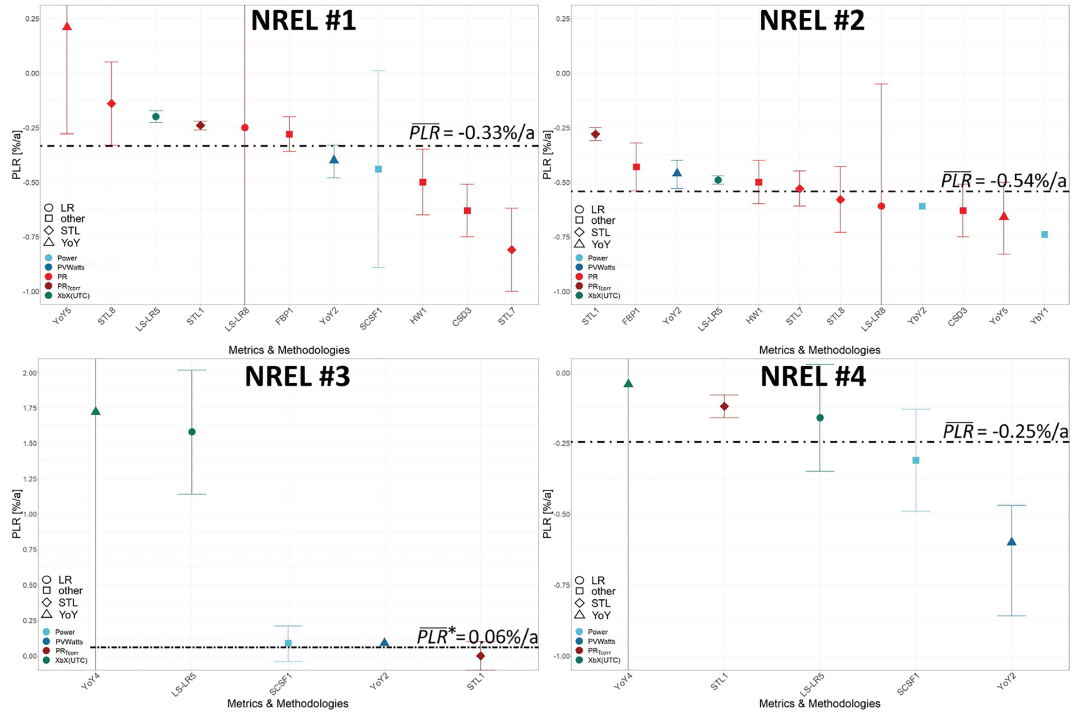 NREL #1
0.25
0.00
-0.25
-0.50
-0.75
-1.00
PLR [%/a]
PLR = -0.33%/a
LR
other
STL
YoY
Power
PVWatts
PR
PRTcorr
XbX(UTC)
YoY5
STL8
LS-LR5
STL1
LS-LR8
FBP1
YoY2
SCSF1
HW1
CSD3
STL7
Metrics & Methodologies
NREL #2
0.25
0.00
-0.25
-0.50
-0.75
-1.00
PLR [%/a]
PLR = -0.54%/a
LR
other
STL
YoY
Power
PVWatts
PR
PRTcorr
XbX(UTC)
STL1
FBP1
YoY2
LS-LR5
HW1
STL7
STL8
LS-LR8
YbY2
CSD3
YoY5
YbY1
Metrics & Methodologies
NREL #3
2.00
1.75
1.50
1.25
1.00
0.75
0.50
0.25
0.00
PLR [%/a]
PLR*=0.06%/a
LR
other
STL
YoY
Power
PVWatts
PRTcorr
XbX(UTC)
YoY4
LS-LR5
SCSF1
YoY2
STL1
Metrics & Methodologies
NREL #4
0.00
-0.25
-0.50
-0.75
-1.00
PLR [%/a]
PLR = -0.25%/a
LR
other
STL
YoY
Power
PVWatts
PRTcorr
XbX(UTC)
YoY4
STL1
LS-LR5
SCSF1
YoY2
Metrics & Methodologies